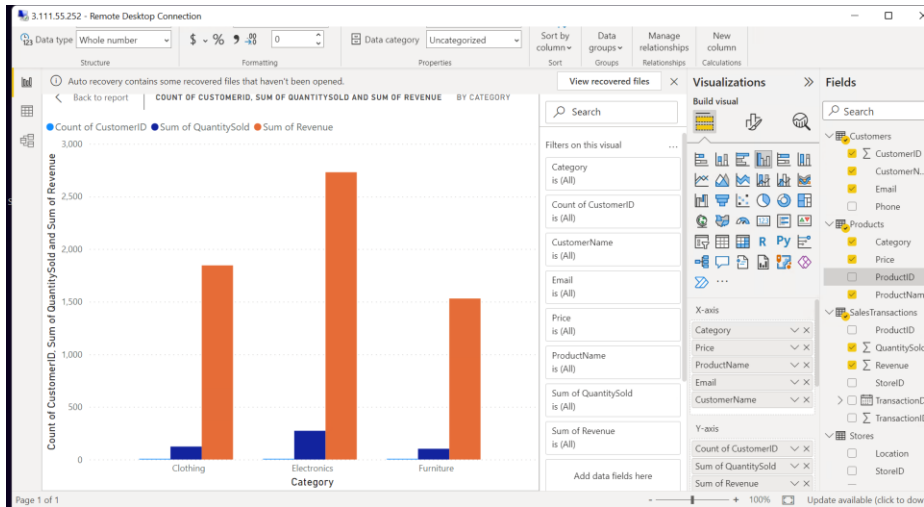 3.111.55.252 - Remote Desktop Connection
Data type Whole number
$ % 9 .00 0
Data category Uncategorized
Sort by column
Data groups
Manage relationships
New column
Structure
Formatting
Properties
Sort
Groups
Relationships
Calculations
Auto recovery contains some recovered files that haven't been opened.
View recovered files
Back to report
COUNT OF CUSTOMERID, SUM OF QUANTITYSOLD AND SUM OF REVENUE BY CATEGORY
Count of CustomerID Sum of QuantitySold Sum of Revenue
Count of CustomerID, Sum of QuantitySold and Sum of Revenue
3,000
2,500
2,000
1,500
1,000
500
0
Clothing Electronics Furniture
Category
Search
Filters on this visual ...
Category
is (All)
Count of CustomerID
is (All)
CustomerName
is (All)
Email
is (All)
Price
is (All)
ProductName
is (All)
Sum of QuantitySold
is (All)
Sum of Revenue
is (All)
Add data fields here
Visualizations
Build visual
R Py
...
X-axis
Category
Price
ProductName
Email
CustomerName
Y-axis
Count of CustomerID
Sum of QuantitySold
Sum of Revenue
Fields
Search
Customers
∑ CustomerID
CustomerN...
Email
Phone
Products
Category
Price
ProductID
ProductName
SalesTransactions
ProductID
∑ QuantitySold
∑ Revenue
StoreID
TransactionD
∑ TransactionID
Stores
Location
StoreID
Page 1 of 1
- + 100%
Update available (click to dow